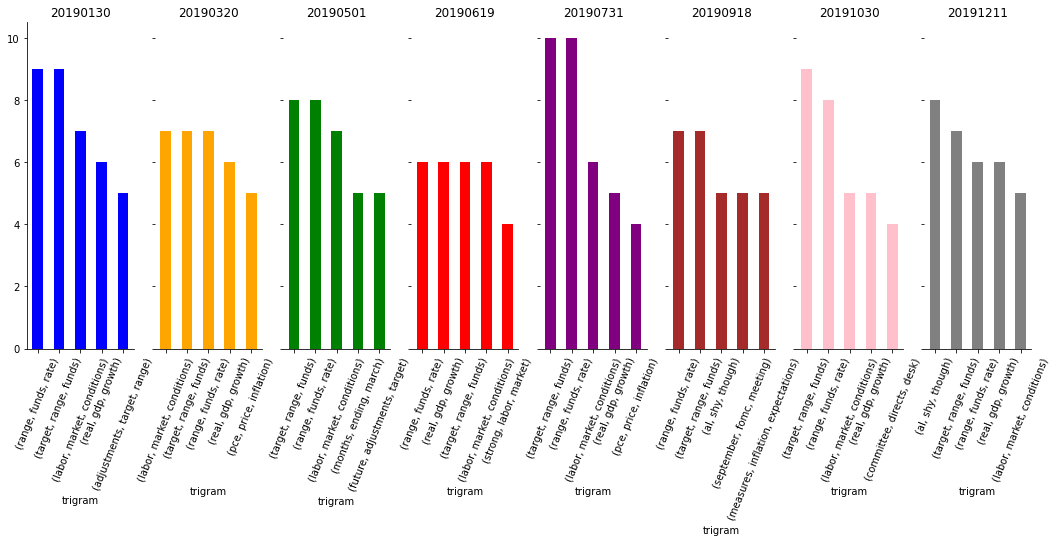 20190130
20190320
20190501
20190619
20190731
20190918
20191030
20191211
10
8
6
4
2
0
(range, funds, rate)
(target, range, funds)
(labor, market, conditions)
(real, gdp, growth)
(adjustments, target, range)
trigram
(labor, market, conditions)
(target, range, funds)
(range, funds, rate)
(real, gdp, growth)
(pce, price, inflation)
trigram
(target, range, funds)
(range, funds, rate)
(labor, market, conditions)
(months, ending, march)
(future, adjustments, target)
trigram
(range, funds, rate)
(real, gdp, growth)
(target, range, funds)
(labor, market, conditions)
(strong, labor, market)
trigram
(target, range, funds)
(range, funds, rate)
(labor, market, conditions)
(real, gdp, growth)
(pce, price, inflation)
trigram
(range, funds, rate)
(target, range, funds)
(al, shy, though)
(september, fomc, meeting)
(measures, inflation, expectations)
trigram
(target, range, funds)
(range, funds, rate)
(labor, market, conditions)
(real, gdp, growth)
(committee, directs, desk)
trigram
(al, shy, though)
(target, range, funds)
(range, funds, rate)
(real, gdp, growth)
(labor, market, conditions)
trigram